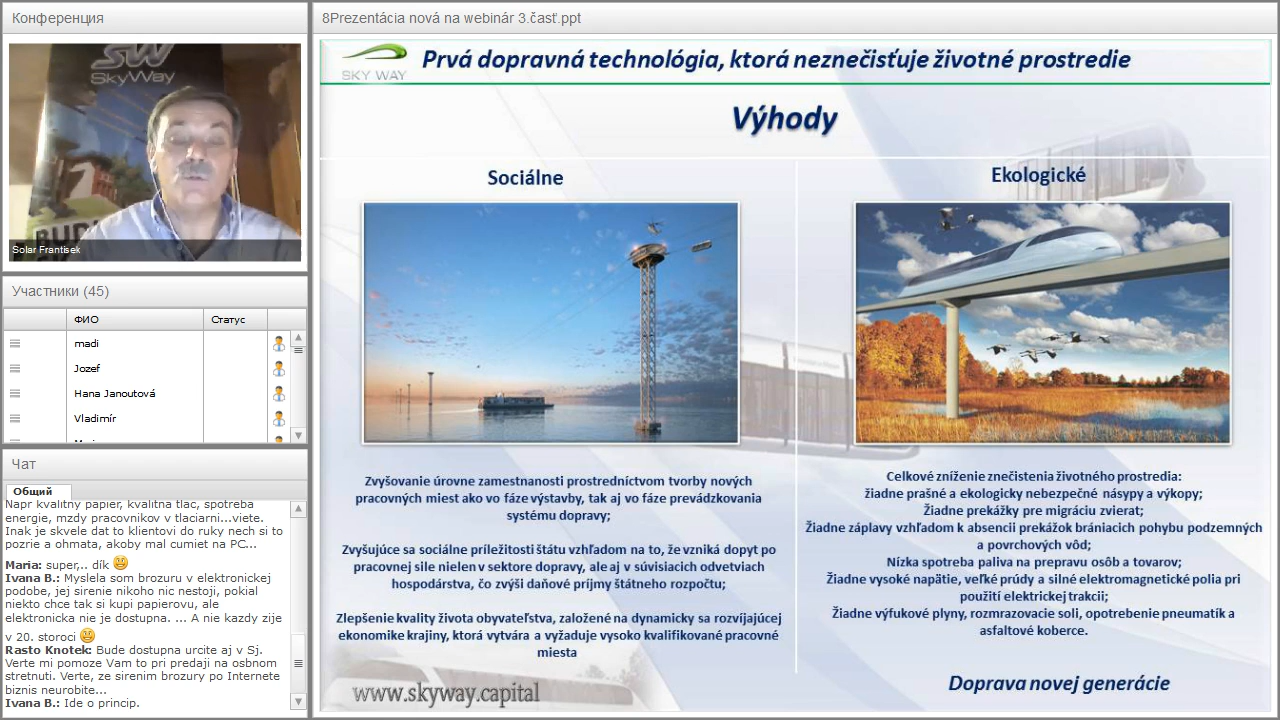 Конференция
SW
SkyWay
BUD
Solar Frantisek
Участники (45)
ФИО
Статус
madi
Jozef
Hana Janoutová
Vladimír
Чат
Общий
Napr kvalitny papier, kvalitna tlac, spotreba
energie, mzdy pracovnikov v tlaciarni...viete.
Inak je skvele dat to klientovi do ruky nech si to
pozrie a ohmata, akoby mal cumiet na PC...
Maria: super,.. dík
Ivana B.: Myslela som brozuru v elektronickej
podobe, jej sirenie nikoho nic nestoji, pokial
niekto chce tak si kupi papierovu, ale
elektronicka nie je dostupna. ... A nie kazdy zije
v 20. storoci
Rasto Knotek: Bude dostupna urcite aj v Sj.
Verte mi pomoze Vam to pri predaji na osbnom
stretnuti. Verte, ze sirenim brozury po Internete
biznis neurobite...
Ivana B.: Ide o princip.
8Prezentácia nová na webinár 3.časť.ppt
SKY WAY
Prvá dopravná technológia, ktorá neznečisťuje životné prostredie
Výhody
Sociálne
Zvyšovanie úrovne zamestnanosti prostredníctvom tvorby nových
pracovných miest ako vo fáze výstavby, tak aj vo fáze prevádzkovania
systému dopravy;
Zvyšujúce sa sociálne príležitosti štátu vzhľadom na to, že vzniká dopyt po
pracovnej sile nielen v sektore dopravy, ale aj v súvisiacich odvetviach
hospodárstva, čo zvýši daňové príjmy štátneho rozpočtu;
Zlepšenie kvality života obyvateľstva, založené na dynamicky sa rozvíjajúcej
ekonomike krajiny, ktorá vytvára a vyžaduje vysoko kvalifikované pracovné
miesta
www.skyway.capital
Ekologické
Celkové zníženie znečistenia životného prostredia:
žiadne prašné a ekologicky nebezpečné násypy a výkopy;
Žiadne prekážky pre migráciu zvierat;
Žiadne záplavy vzhľadom k absencii prekážok brániacich pohybu podzemných
a povrchových vôd;
Nízka spotreba paliva na prepravu osôb a tovarov;
Žiadne vysoké napätie, veľké prúdy a silné elektromagnetické polia pri
použití elektrickej trakcii;
Žiadne výfukové plyny, rozmrazovacie soli, opotrebenie pneumatík a
asfaltové koberce.
Doprava novej generácie